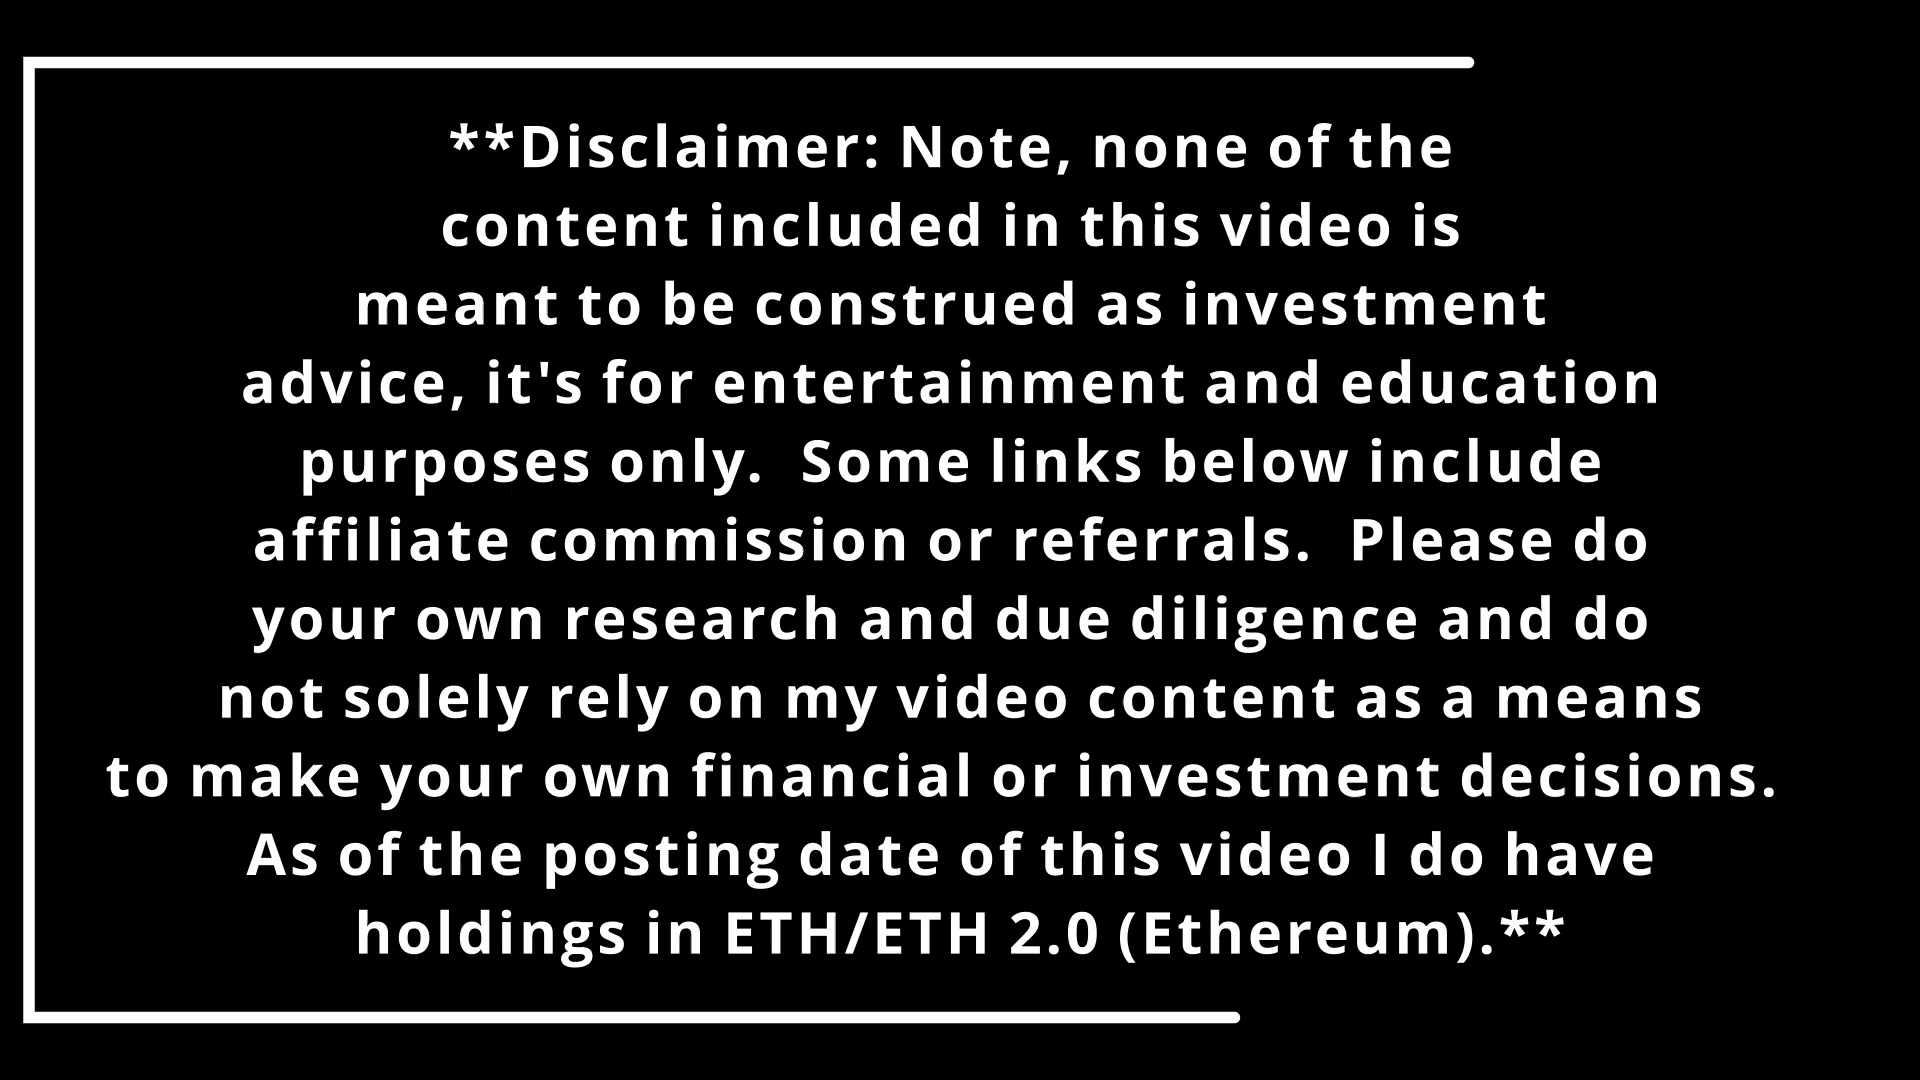 **Disclaimer: Note, none of the
content included in this video is
meant to be construed as investment
advice, it's for entertainment and education
purposes only.  Some links below include
affiliate commission or referrals.  Please do
your own research and due diligence and do
not solely rely on my video content as a means
to make your own financial or investment decisions.
As of the posting date of this video I do have
holdings in ETH/ETH 2.0 (Ethereum).**